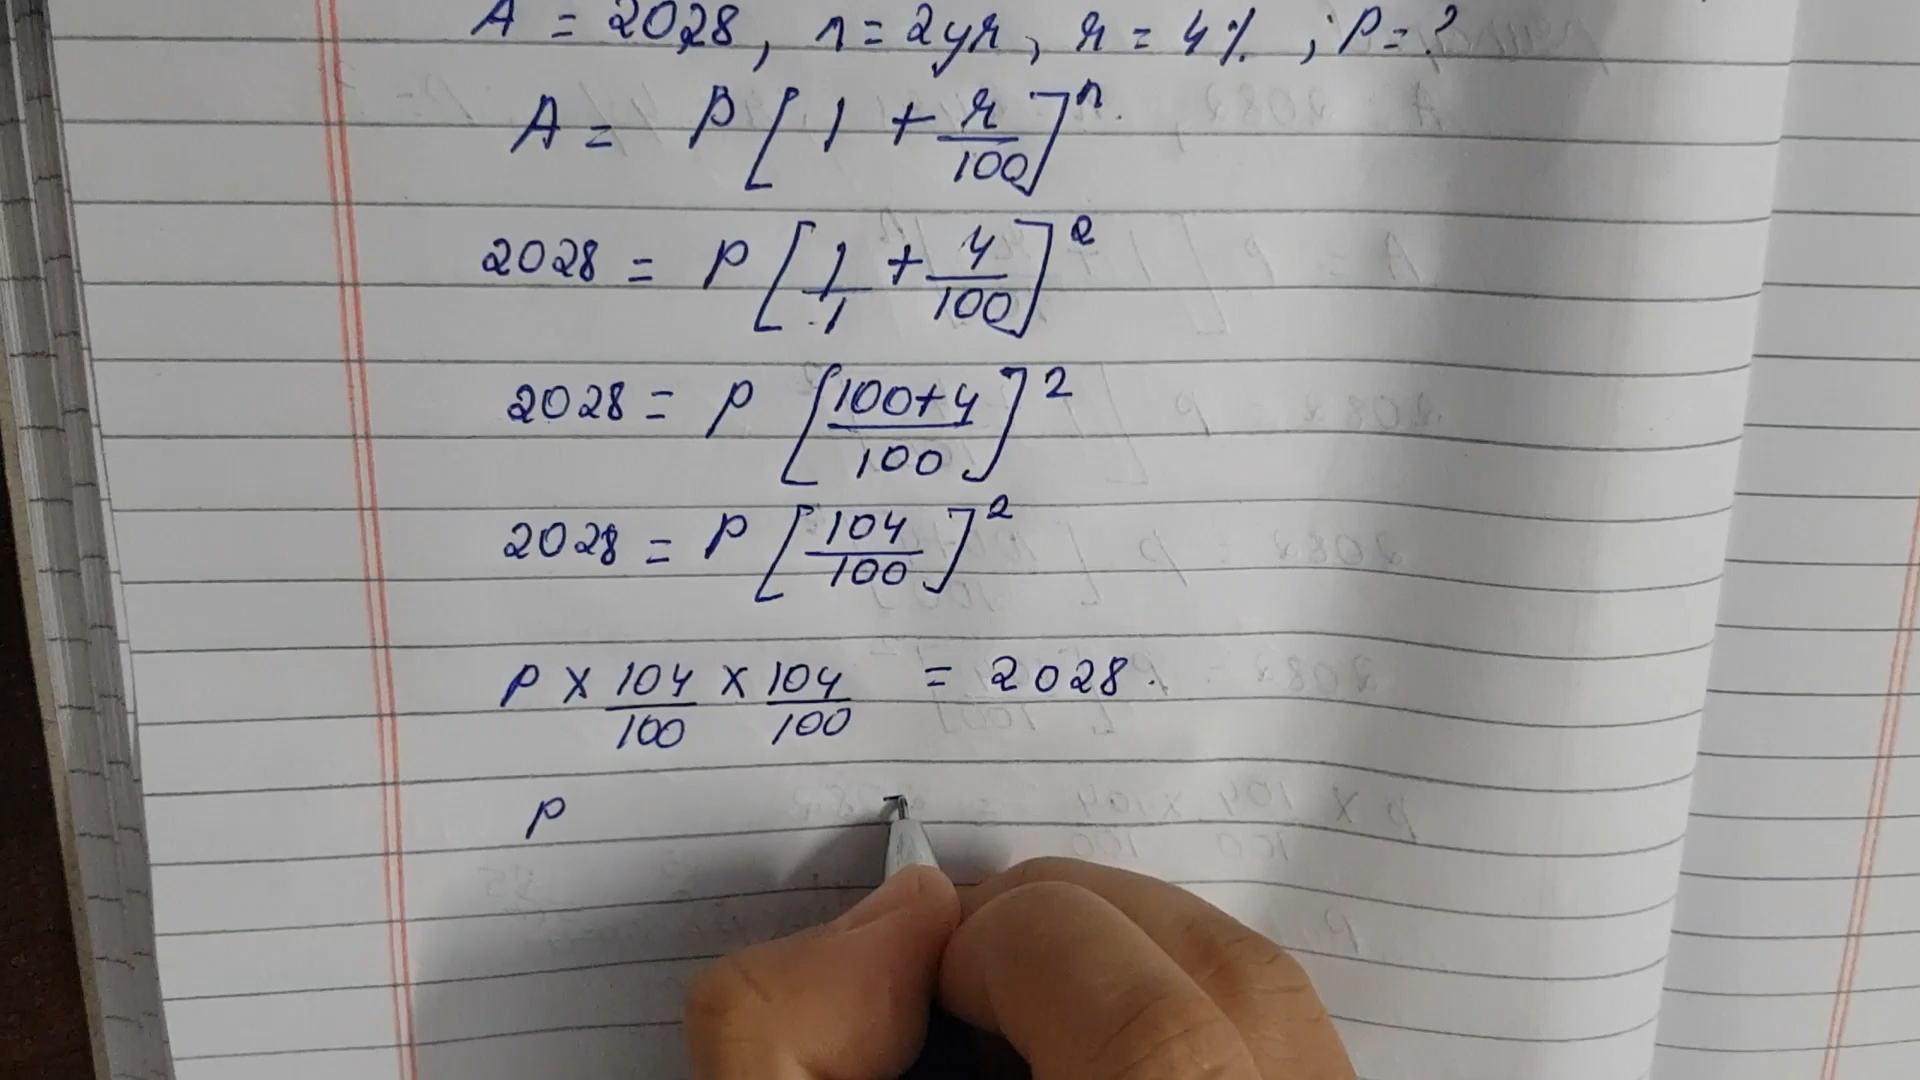 A = 2028, n = 2yr, r = 4% ; P = ?
A = P [ 1 + r/100 ]^n
2028 = P [ 1/1 + 4/100 ]^2
2028 = P [ 100+4/100 ]^2
2028 = P [ 104/100 ]^2
P × 104/100 × 104/100 = 2028.
P